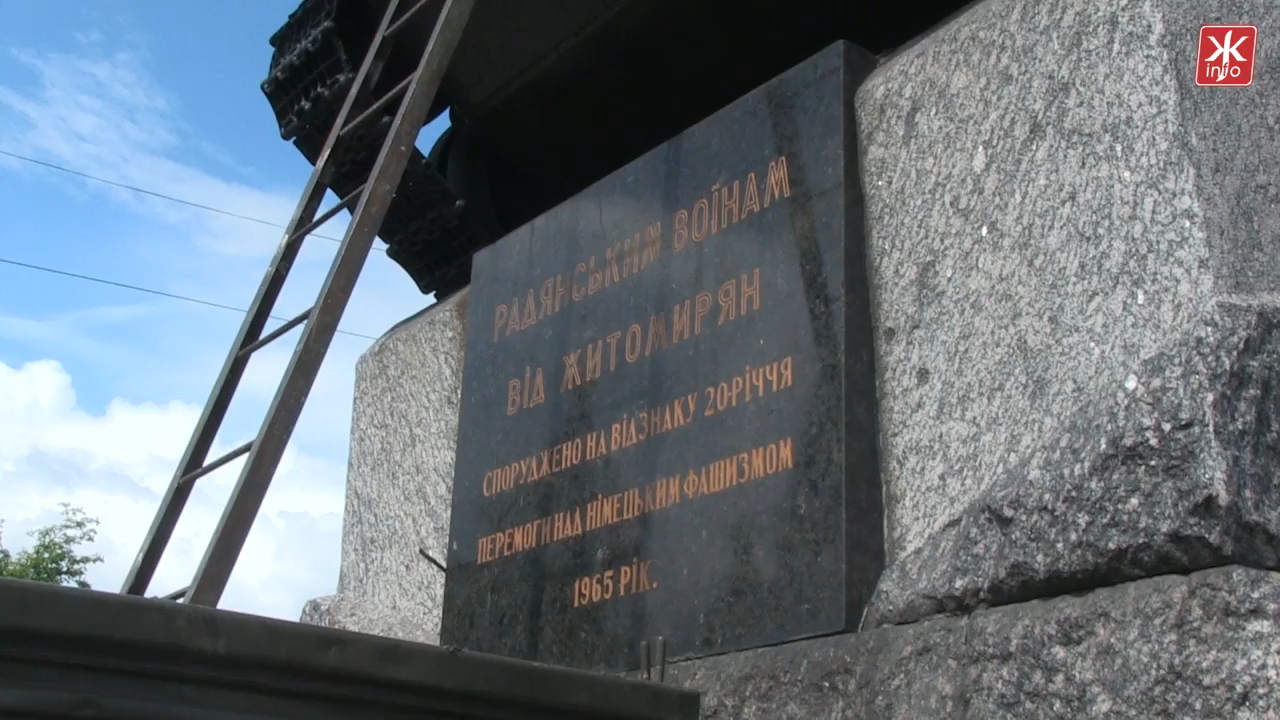 РАДЯНСЬКИМ ВОЇНАМ
ВІД ЖИТОМИРЯН
СПОРУДЖЕНО НА ВІДЗНАКУ 20-РІЧЧЯ
ПЕРЕМОГИ НАД НІМЕЦЬКИМ ФАШИЗМОМ
1965 РІК.
Ж
info